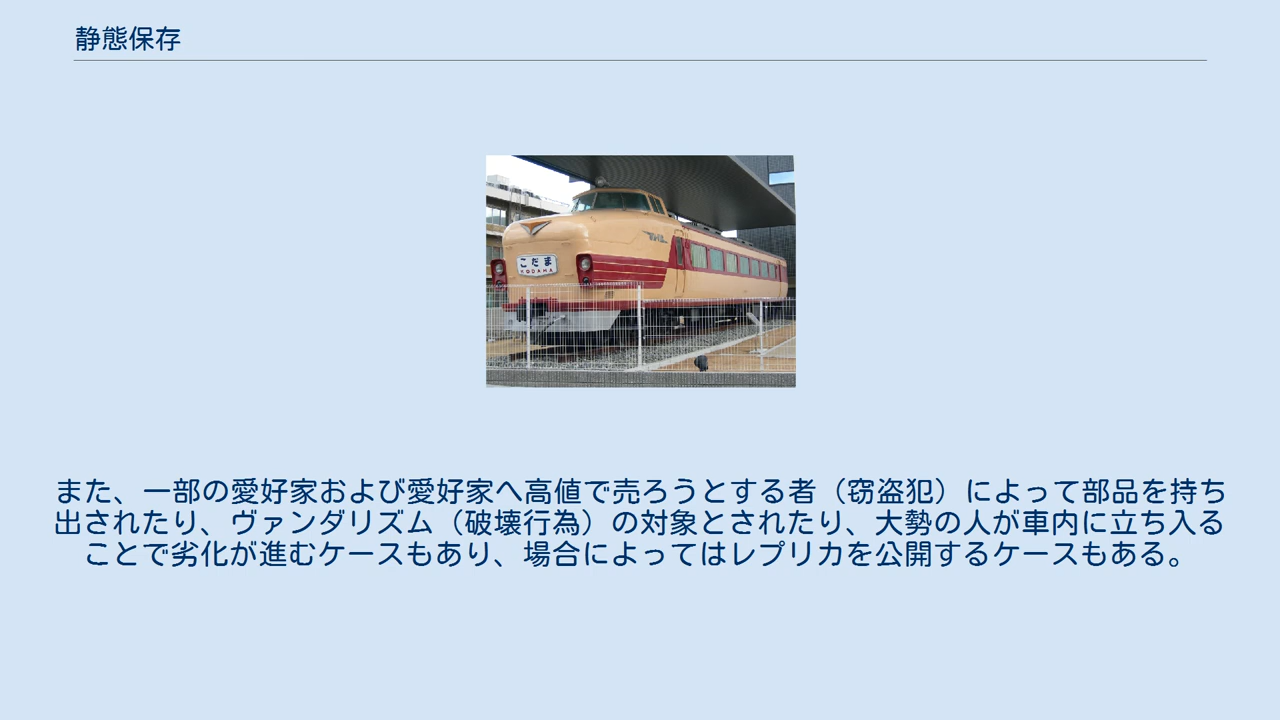 静態保存
こだま
KODAMA
また、一部の愛好家および愛好家へ高値で売ろうとする者（窃盗犯）によって部品を持ち
出されたり、ヴァンダリズム（破壊行為）の対象とされたり、大勢の人が車内に立ち入る
ことで劣化が進むケースもあり、場合によってはレプリカを公開するケースもある。